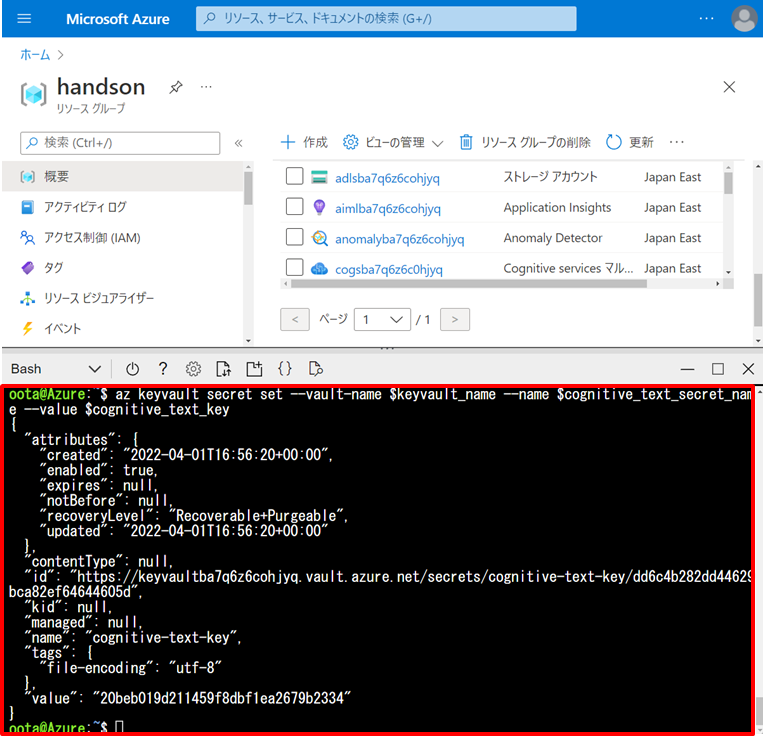 Microsoft Azure
リソース、サービス、ドキュメントの検索 (G+/)
ホーム
handson
リソース グループ
検索 (Ctrl+/)
概要
アクティビティ ログ
アクセス制御 (IAM)
タグ
リソース ビジュアライザー
イベント
作成 ビューの管理 リソース グループの削除 更新
adlsba7q6z6cohjyq ストレージ アカウント Japan East
aimlba7q6z6cohjyq Application Insights Japan East
anomalyba7q6z6cohjyq Anomaly Detector Japan East
cogsba7q6z6c0hjyq Cognitive services マル... Japan East
< ページ 1 / 1 >
Bash
oota@Azure:~$ az keyvault secret set --vault-name $keyvault_name --name $cognitive_text_secret_nam
e --value $cognitive_text_key
{
"attributes": {
"created": "2022-04-01T16:56:20+00:00",
"enabled": true,
"expires": null,
"notBefore": null,
"recoveryLevel": "Recoverable+Purgeable",
"updated": "2022-04-01T16:56:20+00:00"
},
"contentType": null,
"id": "https://keyvaultba7q6z6cohjyq.vault.azure.net/secrets/cognitive-text-key/dd6c4b282dd44629
bca82ef64644605d",
"kid": null,
"managed": null,
"name": "cognitive-text-key",
"tags": {
"file-encoding": "utf-8"
},
"value": "20beb019d211459f8dbf1ea2679b2334"
}
oota@Azure:~$